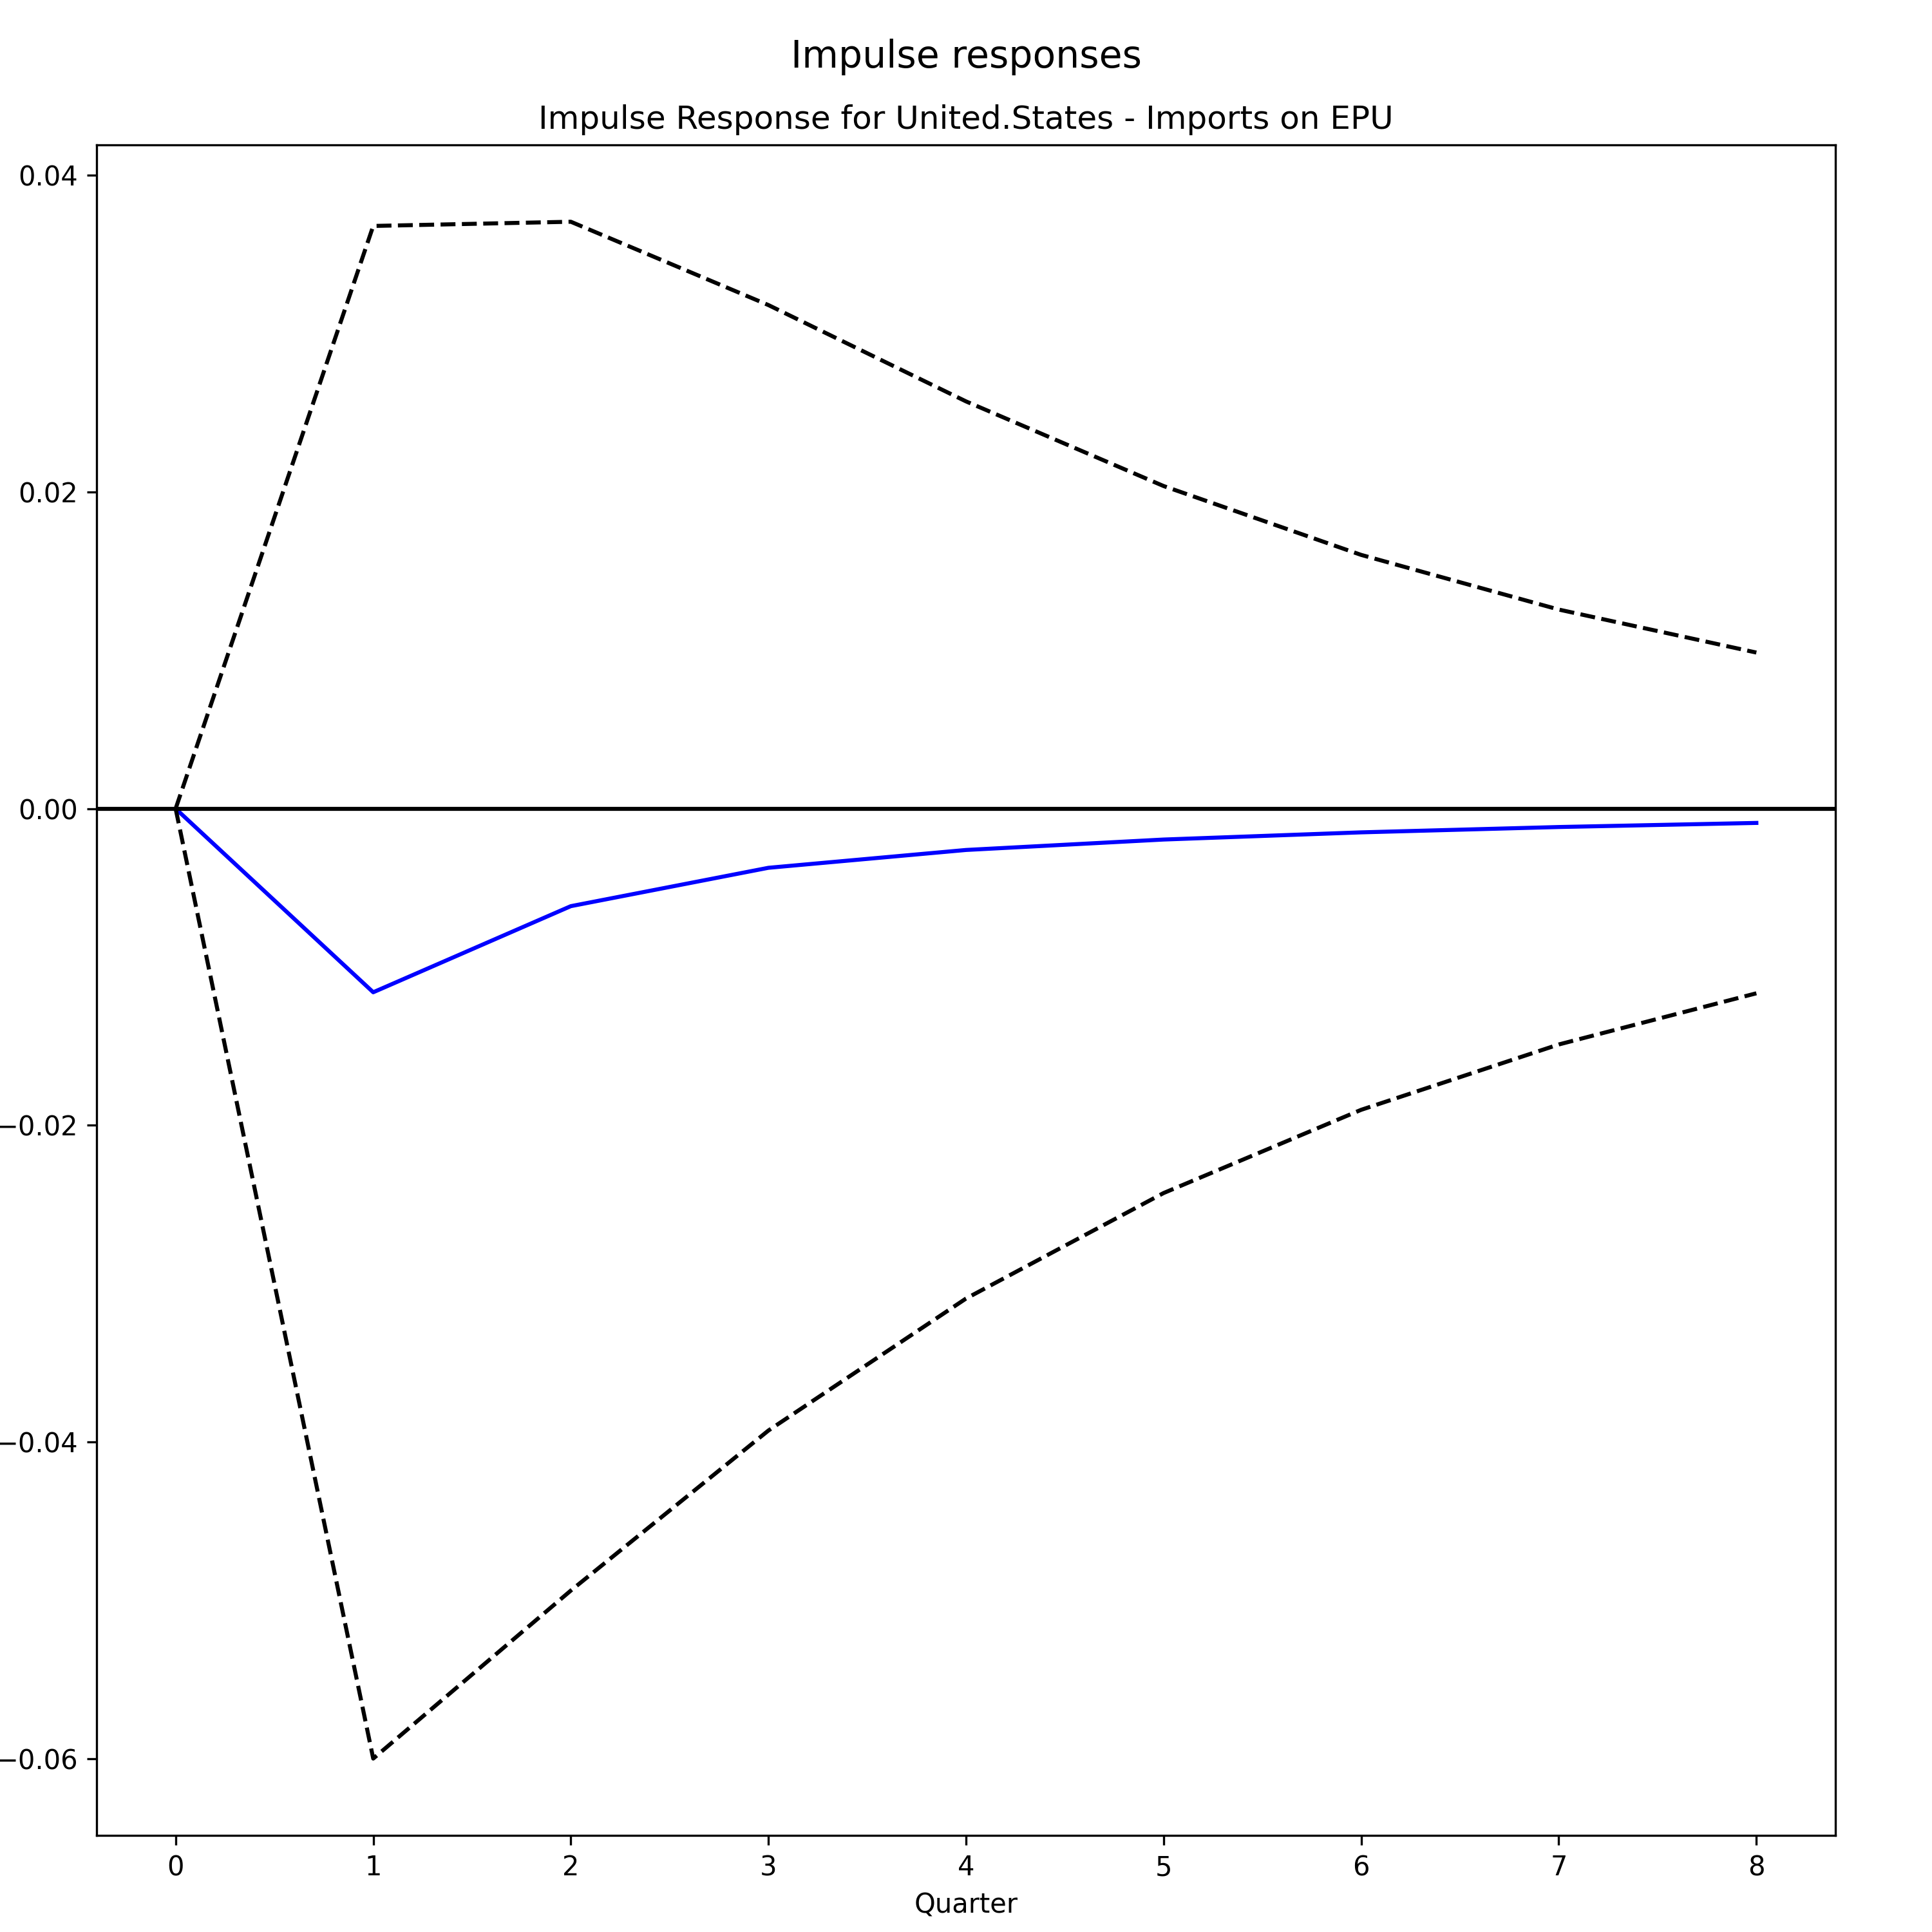 Impulse responses
Impulse Response for United.States - Imports on EPU
0.04
0.02
0.00
−0.02
−0.04
−0.06
0 1 2 3 4 5 6 7 8
Quarter